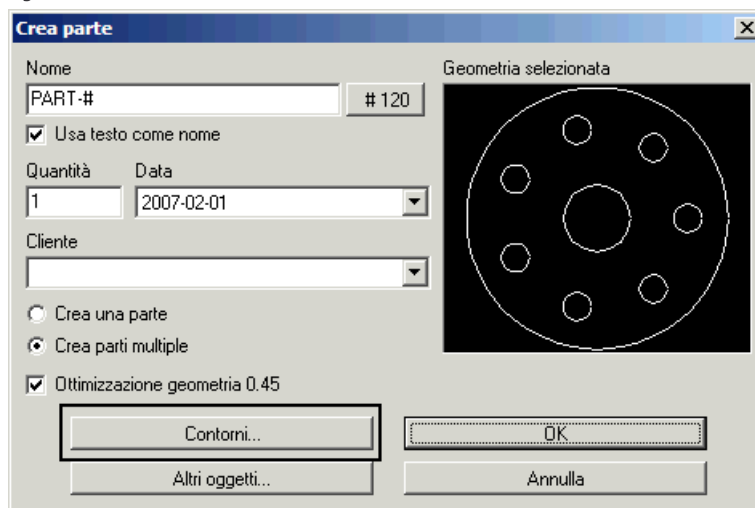 Crea parte
Nome
PART-#
# 120
Usa testo come nome
Quantità
Data
1
2007-02-01
Cliente
Crea una parte
Crea parti multiple
Ottimizzazione geometria 0.45
Contorni...
Altri oggetti...
Geometria selezionata
OK
Annulla